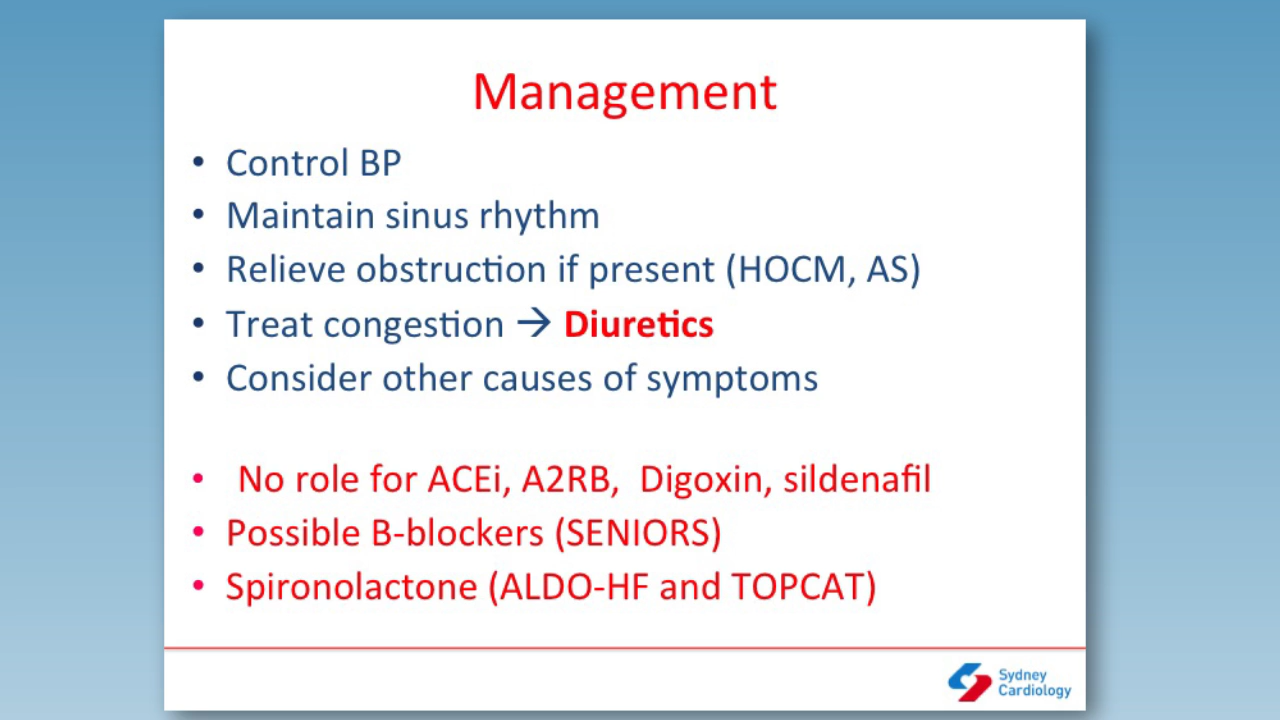 Management
• Control BP
• Maintain sinus rhythm
• Relieve obstruction if present (HOCM, AS)
• Treat congestion → Diuretics
• Consider other causes of symptoms
• No role for ACEi, A2RB, Digoxin, sildenafil
• Possible B-blockers (SENIORS)
• Spironolactone (ALDO-HF and TOPCAT)
Sydney
Cardiology